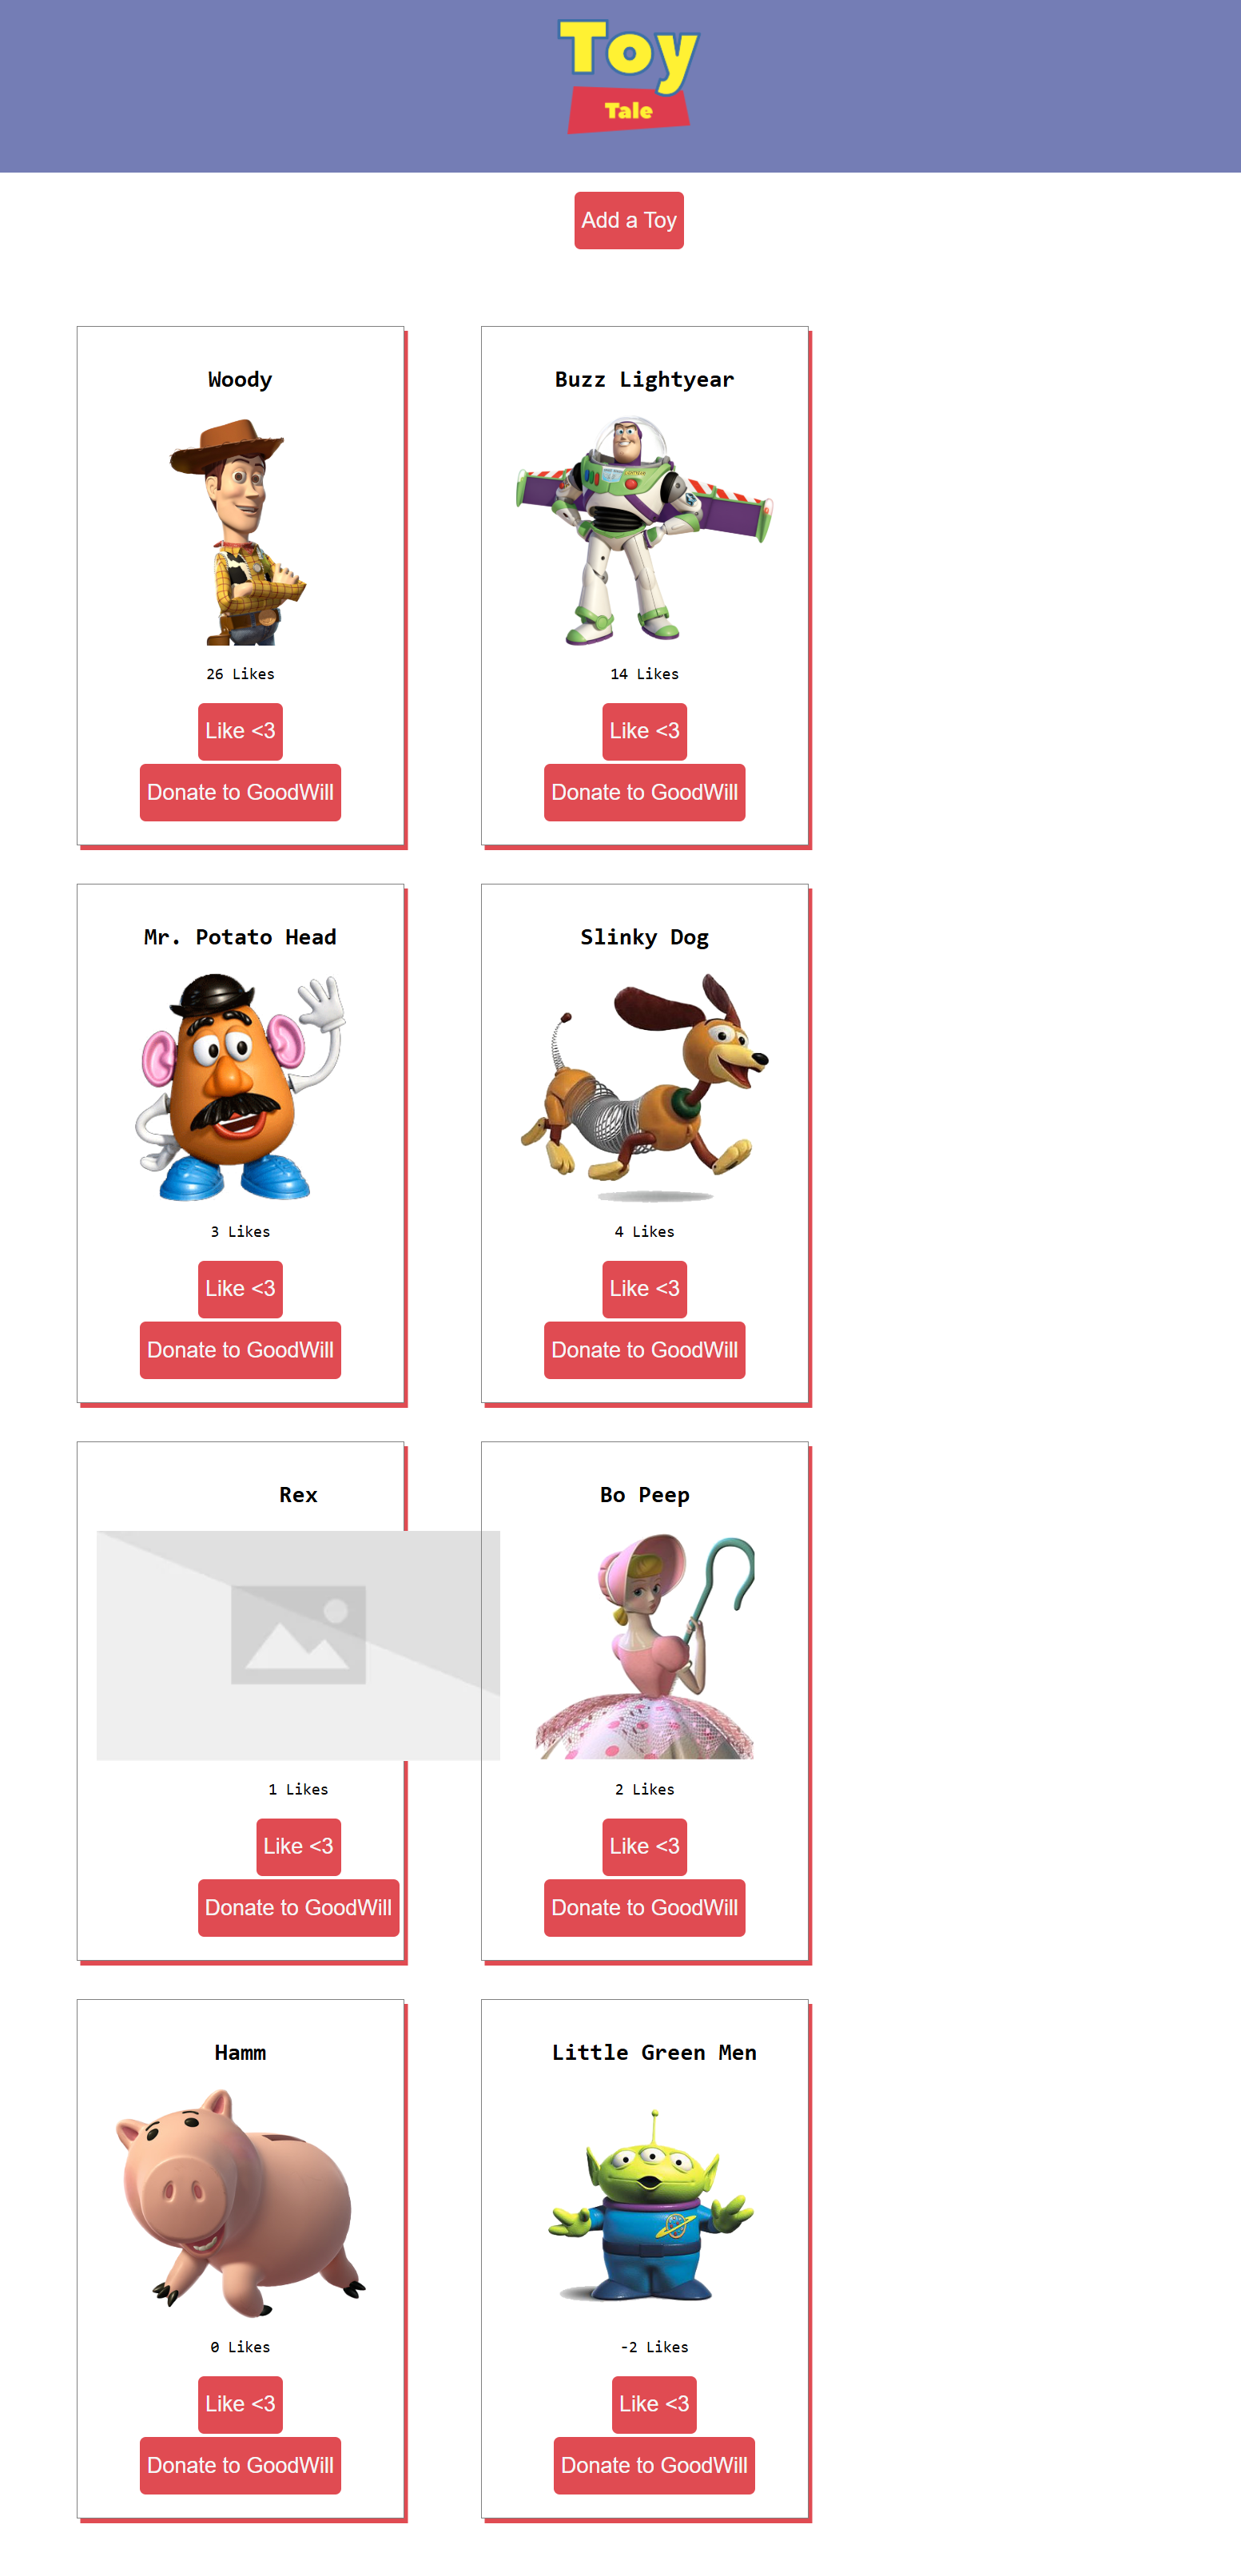 Toy
Tale
Add a Toy
Woody
26 Likes
Like <3
Donate to GoodWill
Buzz Lightyear
14 Likes
Like <3
Donate to GoodWill
Mr. Potato Head
3 Likes
Like <3
Donate to GoodWill
Slinky Dog
4 Likes
Like <3
Donate to GoodWill
Rex
1 Likes
Like <3
Donate to GoodWill
Bo Peep
2 Likes
Like <3
Donate to GoodWill
Hamm
0 Likes
Like <3
Donate to GoodWill
Little Green Men
-2 Likes
Like <3
Donate to GoodWill